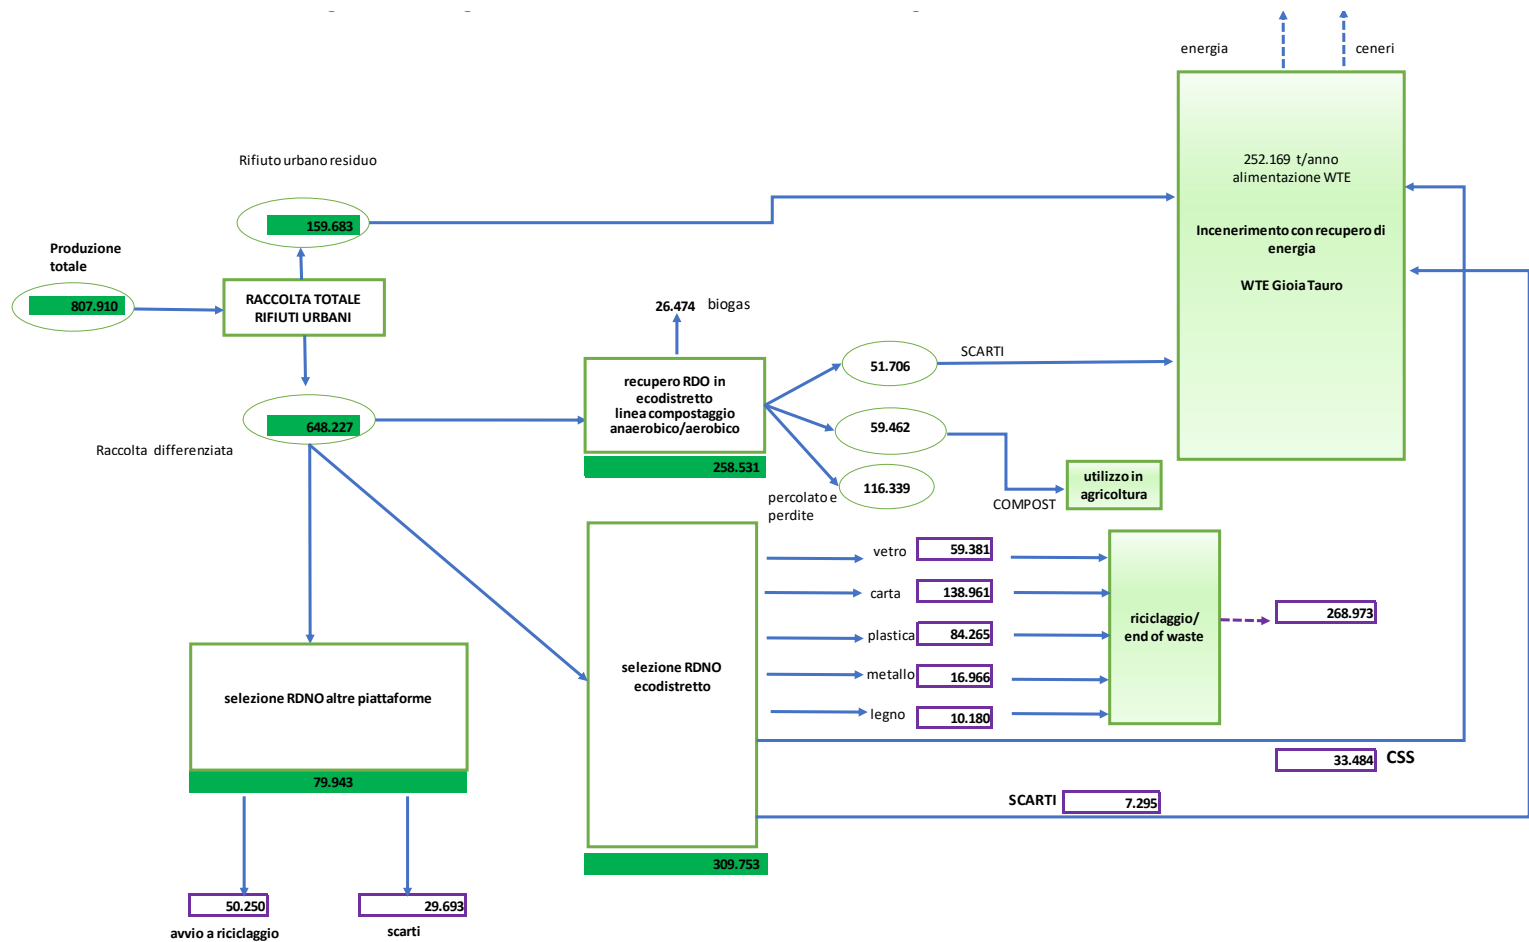 energia
ceneri
252.169 t/anno
alimentazione WTE
Incenerimento con recupero di
energia
WTE Gioia Tauro
Rifiuto urbano residuo
159.683
Produzione
totale
807.910
RACCOLTA TOTALE
RIFIUTI URBANI
26.474 biogas
648.227
Raccolta differenziata
recupero RDO in
ecodistretto
linea compostaggio
anaerobico/aerobico
258.531
51.706
SCARTI
59.462
COMPOST
utilizzo in
agricoltura
116.339
percolato e
perdite
selezione RDNO
ecodistretto
309.753
vetro 59.381
carta 138.961
plastica 84.265
metallo 16.966
legno 10.180
riciclaggio/
end of waste
268.973
33.484 CSS
SCARTI 7.295
selezione RDNO altre piattaforme
79.943
50.250
avvio a riciclaggio
29.693
scarti